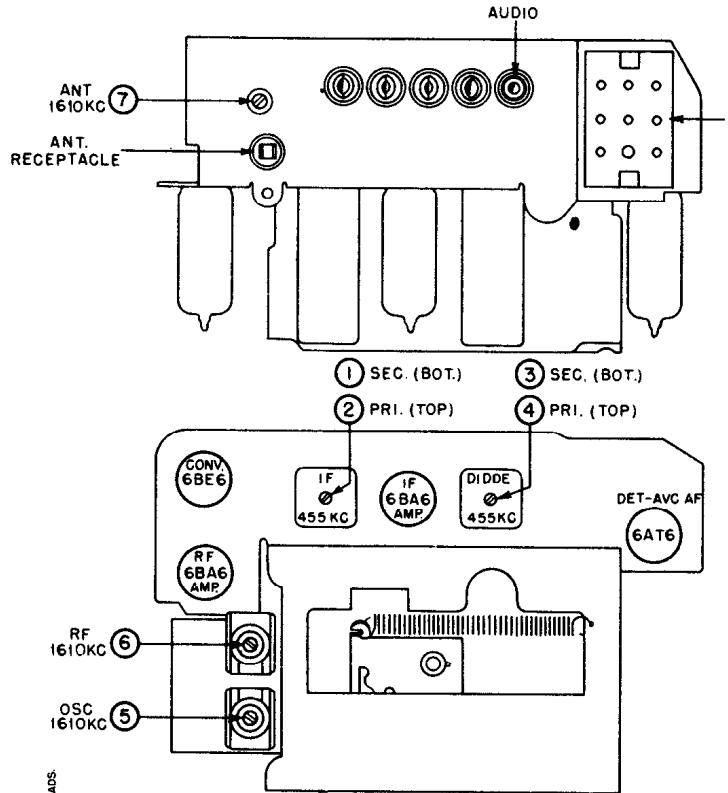 AUDIO
ANT
1610KC 7
ANT.
RECEPTACLE
1 SEC. (BOT.)
3 SEC. (BOT.)
2 PRI. (TOP)
4 PRI. (TOP)
CONV.
6BE6
IF
455KC
IF
6BA6
AMP.
DIDDE
455KC
DET-AVC AF
6AT6
RF
6BA6
AMP.
RF
1610KC 6
OSC
1610KC 5
ADS.